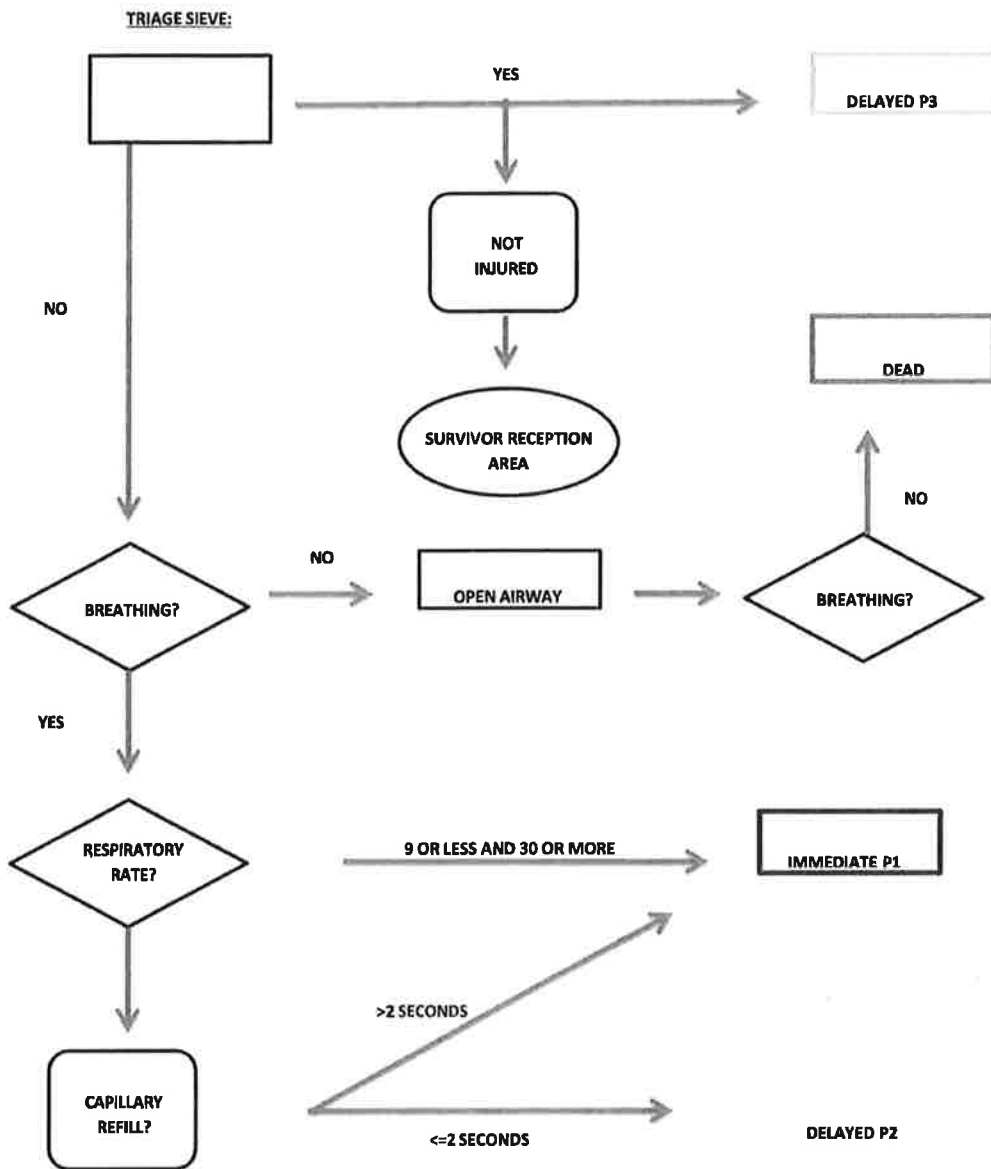 TRIAGE SIEVE:
YES
DELAYED P3
NOT
INJURED
NO
DEAD
SURVIVOR RECEPTION
AREA
NO
NO
BREATHING?
OPEN AIRWAY
BREATHING?
YES
RESPIRATORY
RATE?
9 OR LESS AND 30 OR MORE
IMMEDIATE P1
>2 SECONDS
CAPILLARY
REFILL?
<=2 SECONDS
DELAYED P2